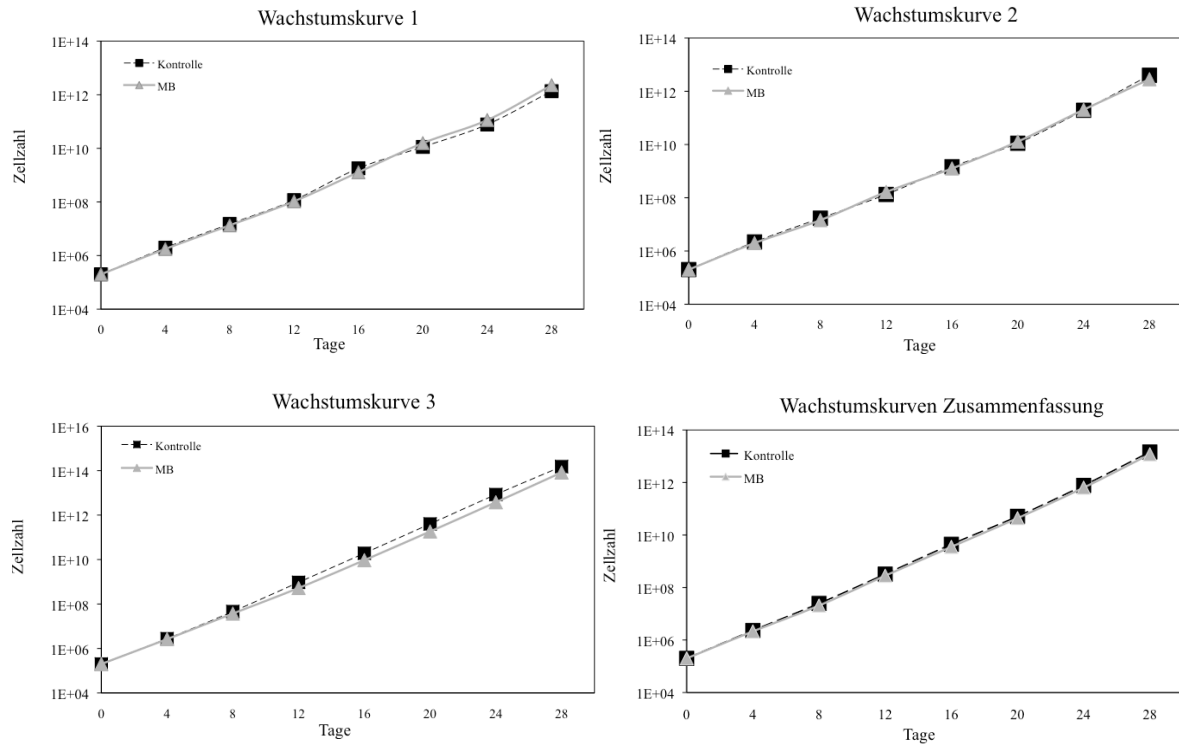 Wachstumskurve 1
1E+14
1E+12
1E+10
1E+08
1E+06
1E+04
Zellzahl
Kontrolle
MB
0 4 8 12 16 20 24 28
Tage
Wachstumskurve 2
1E+14
1E+12
1E+10
1E+08
1E+06
1E+04
Zellzahl
Kontrolle
MB
0 4 8 12 16 20 24 28
Tage
Wachstumskurve 3
1E+16
1E+14
1E+12
1E+10
1E+08
1E+06
1E+04
Zellzahl
Kontrolle
MB
0 4 8 12 16 20 24 28
Tage
Wachstumskurven Zusammenfassung
1E+14
1E+12
1E+10
1E+08
1E+06
1E+04
Zellzahl
Kontrolle
MB
0 4 8 12 16 20 24 28
Tage